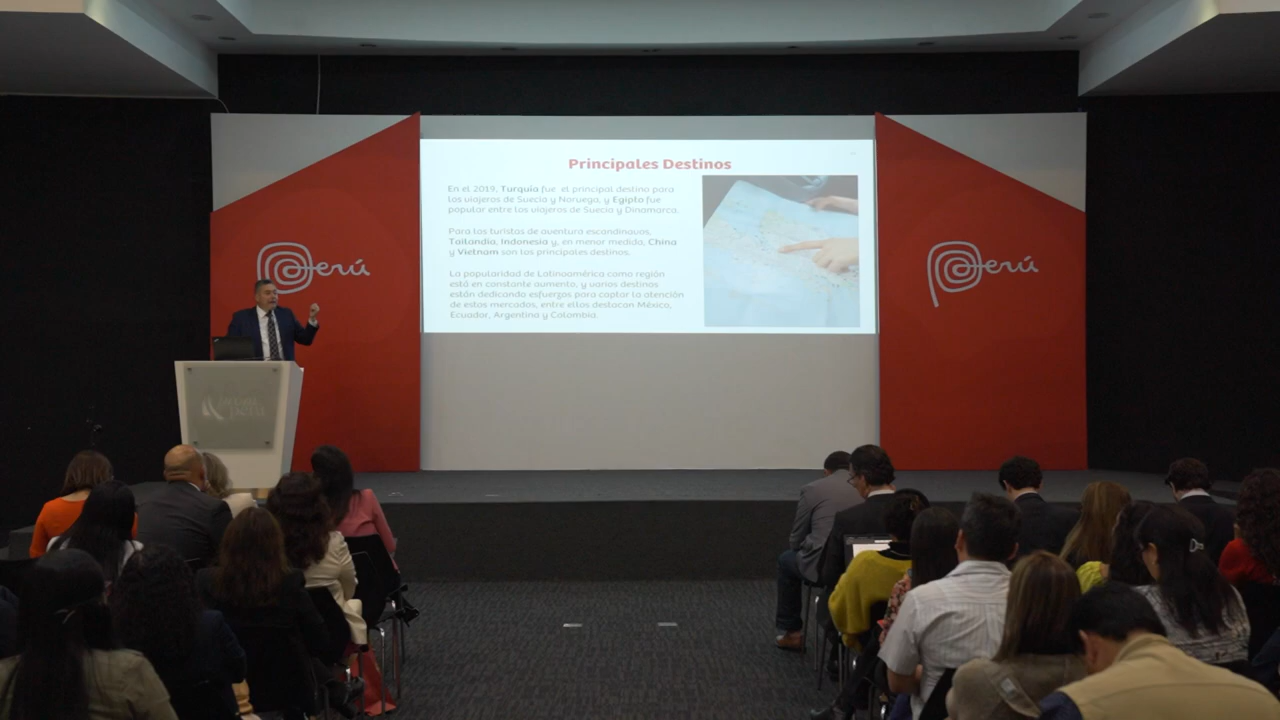 Principales Destinos
En el 2019, Turquía fue el principal destino para
los viajeros de Suecia y Noruega, y Egipto fue
popular entre los viajeros de Suecia y Dinamarca.
Para los turistas de aventura escandinavos,
Tailandia, Indonesia y, en menor medida, China
y Vietnam son los principales destinos.
La popularidad de Latinoamérica como región
está en constante aumento, y varios destinos
están dedicando esfuerzos para captar la atención
de estos mercados, entre ellos destacan México,
Ecuador, Argentina y Colombia.
Perú
Perú
perú